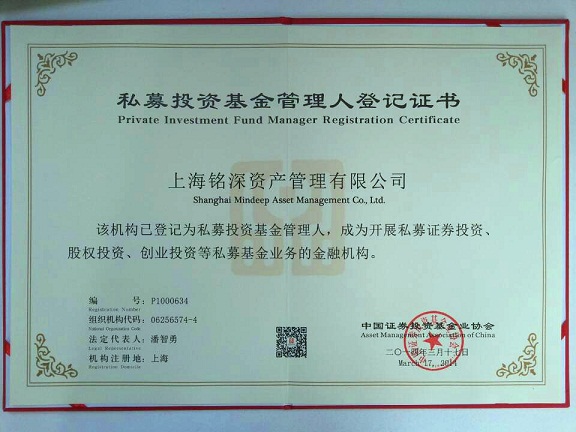 私募投资基金管理人登记证书
Private Investment Fund Manager Registration Certificate
上海铭深资产管理有限公司
Shanghai Mindeep Asset Management Co., Ltd.
该机构已登记为私募投资基金管理人，成为开展私募证券投资、
股权投资、创业投资等私募基金业务的金融机构。
编 号： P1000634
Registration Number
组织机构代码： 06256574-4
National Organization Code
法定代表人： 潘智勇
Legal Representative
机构注册地： 上海
Registration Domicile
中国证券投资基金业协会
Asset Management Association of China
二〇一四年三月十七日
March 17, 2014